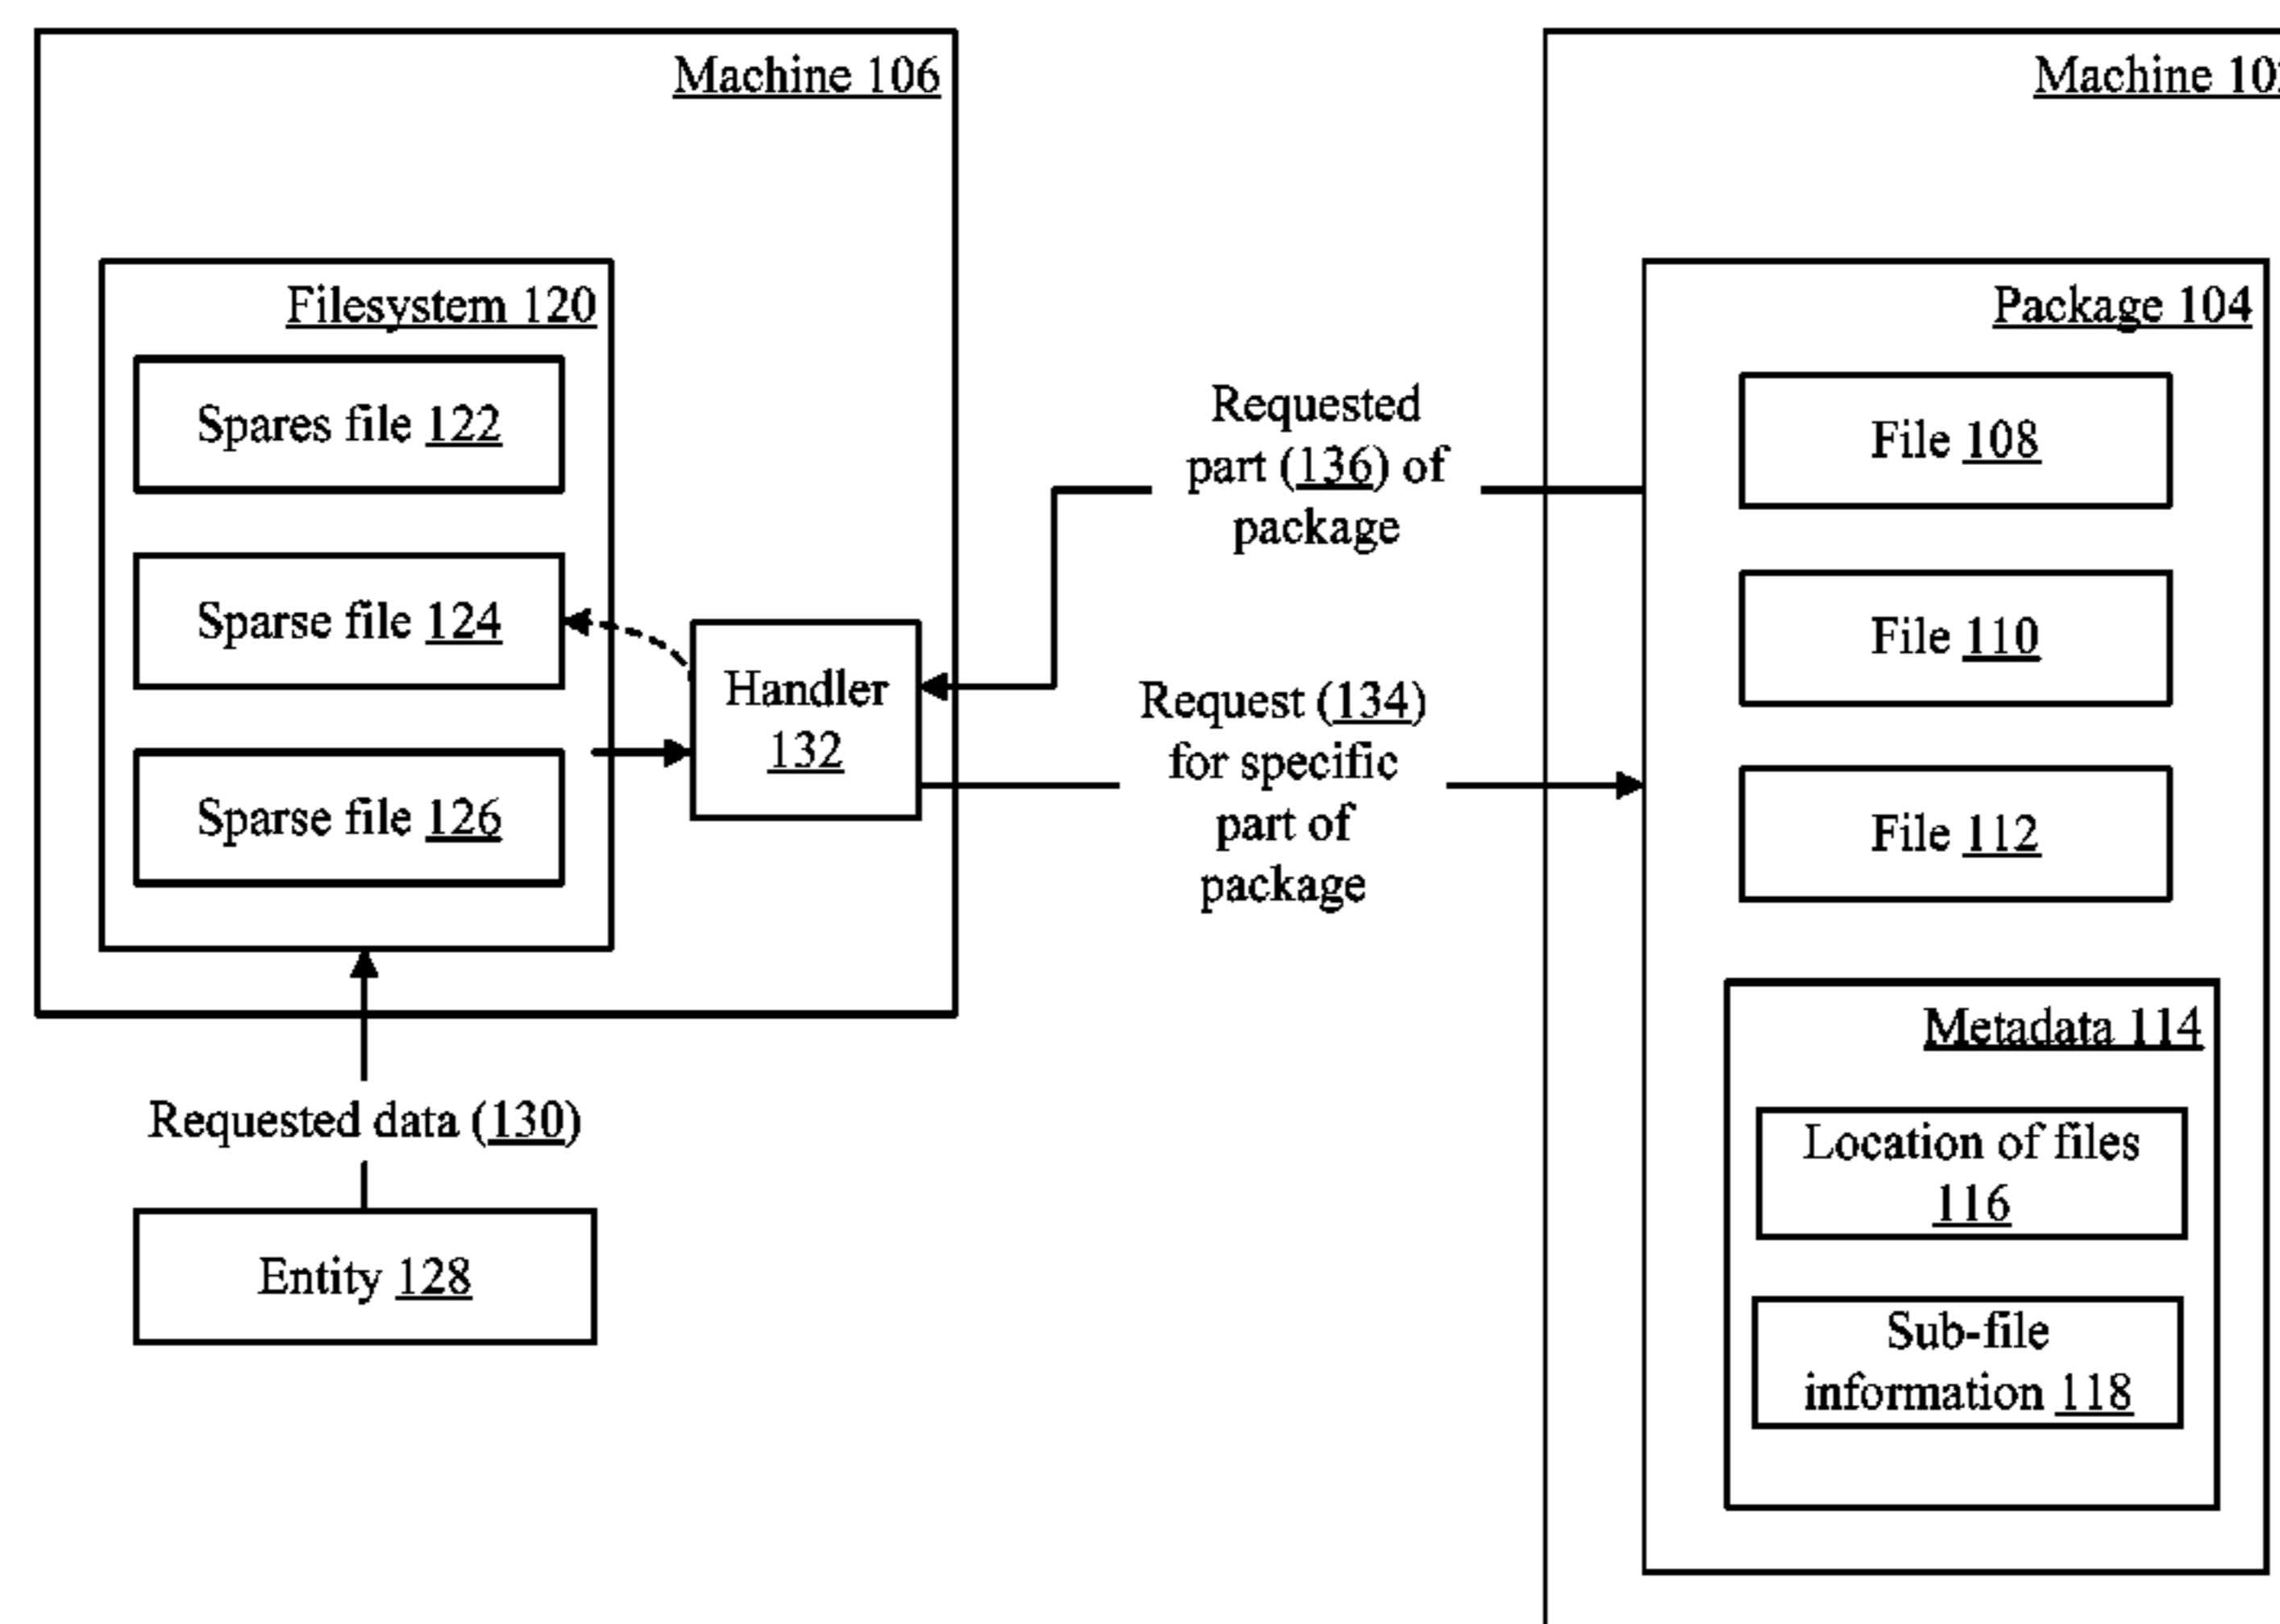 Machine 106
Filesystem 120
Spares file 122
Sparse file 124
Sparse file 126
Handler
132
Requested data (130)
Entity 128
Requested
part (136) of
package
Request (134)
for specific
part of
package
Machine
Package 104
File 108
File 110
File 112
Metadata 114
Location of files
116
Sub-file
information 118